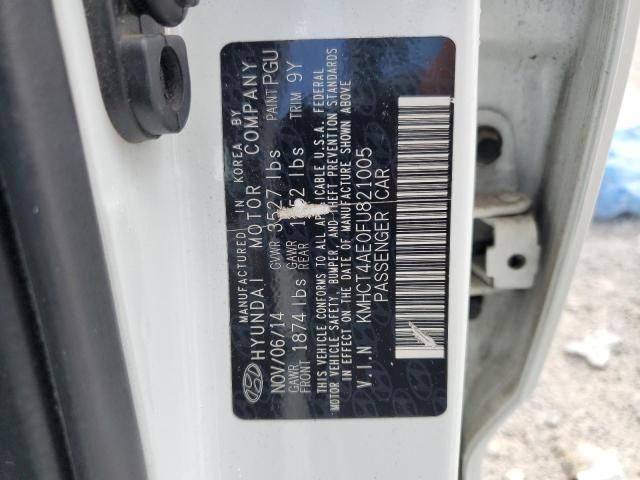 MANUFACTURED IN KOREA BY
HYUNDAI MOTOR COMPANY
NOV/06/14 GVWR 3527 lbs PAINT PGU
GAWR FRONT 1874 lbs GAWR REAR lbs TRIM 9Y
THIS VEHICLE CONFORMS TO ALL APPLICABLE U.S.A. FEDERAL
MOTOR VEHICLE SAFETY, BUMPER, AND THEFT PREVENTION STANDARDS
IN EFFECT ON THE DATE OF MANUFACTURE SHOWN ABOVE
V.I.N KMHCT4AE0FU821005
PASSENGER CAR